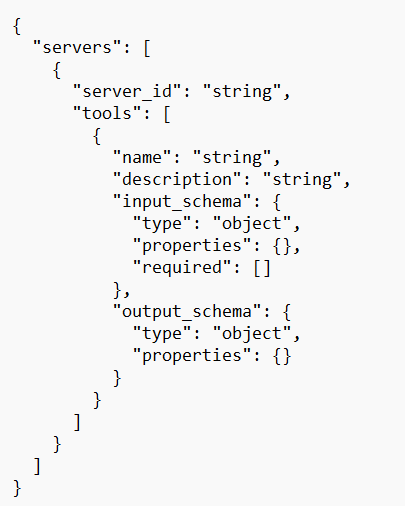 {
  "servers": [
    {
      "server_id": "string",
      "tools": [
        {
          "name": "string",
          "description": "string",
          "input_schema": {
            "type": "object",
            "properties": {},
            "required": []
          },
          "output_schema": {
            "type": "object",
            "properties": {}
          }
        }
      ]
    }
  ]
}